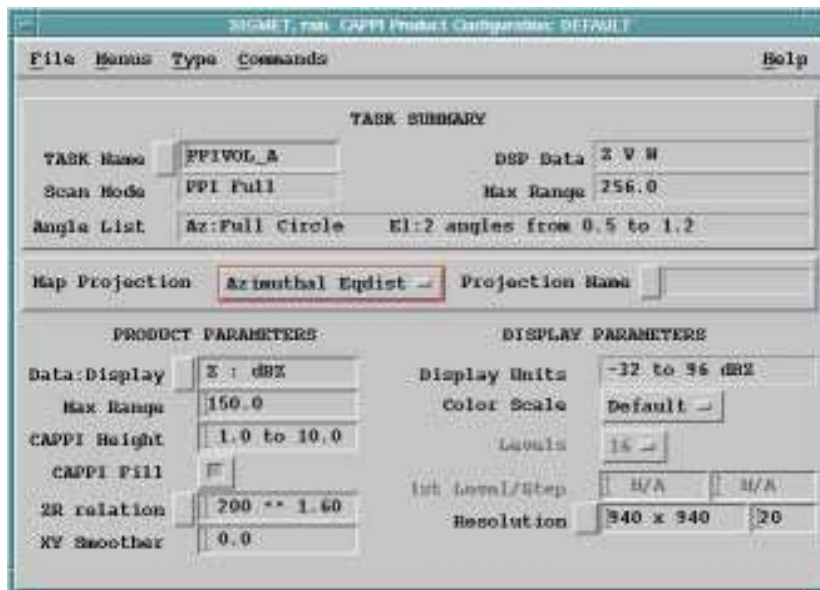 SIGMET, rain CAPPI Product Configuration: DEFAULT
File Menus Type Commands Help
TASK SUMMARY
TASK Name PPIVOL_A DSP Data Z V W
Scan Mode PPI Full Max Range 256.0
Angle List Az:Full Circle El:2 angles from 0.5 to 1.2
Map Projection Azimuthal Eqdist Projection Name
PRODUCT PARAMETERS DISPLAY PARAMETERS
Data:Display Z : dBZ Display Units -32 to 96 dBZ
Max Range 150.0 Color Scale Default
CAPPI Height 1.0 to 10.0 Levels 16
CAPPI Fill 1st Level/Step N/A N/A
ZR relation 200 ** 1.60 Resolution 940 x 940 20
XY Smoother 0.0